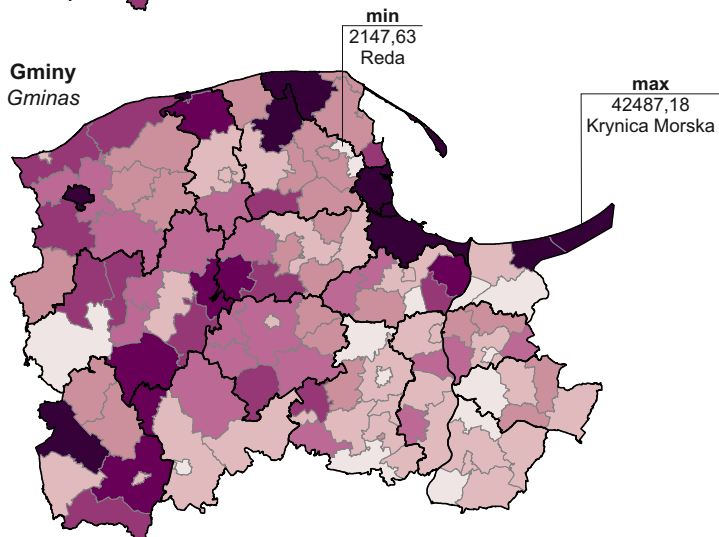 min
2147,63
Reda
Gminy
Gminas
max
42487,18
Krynica Morska